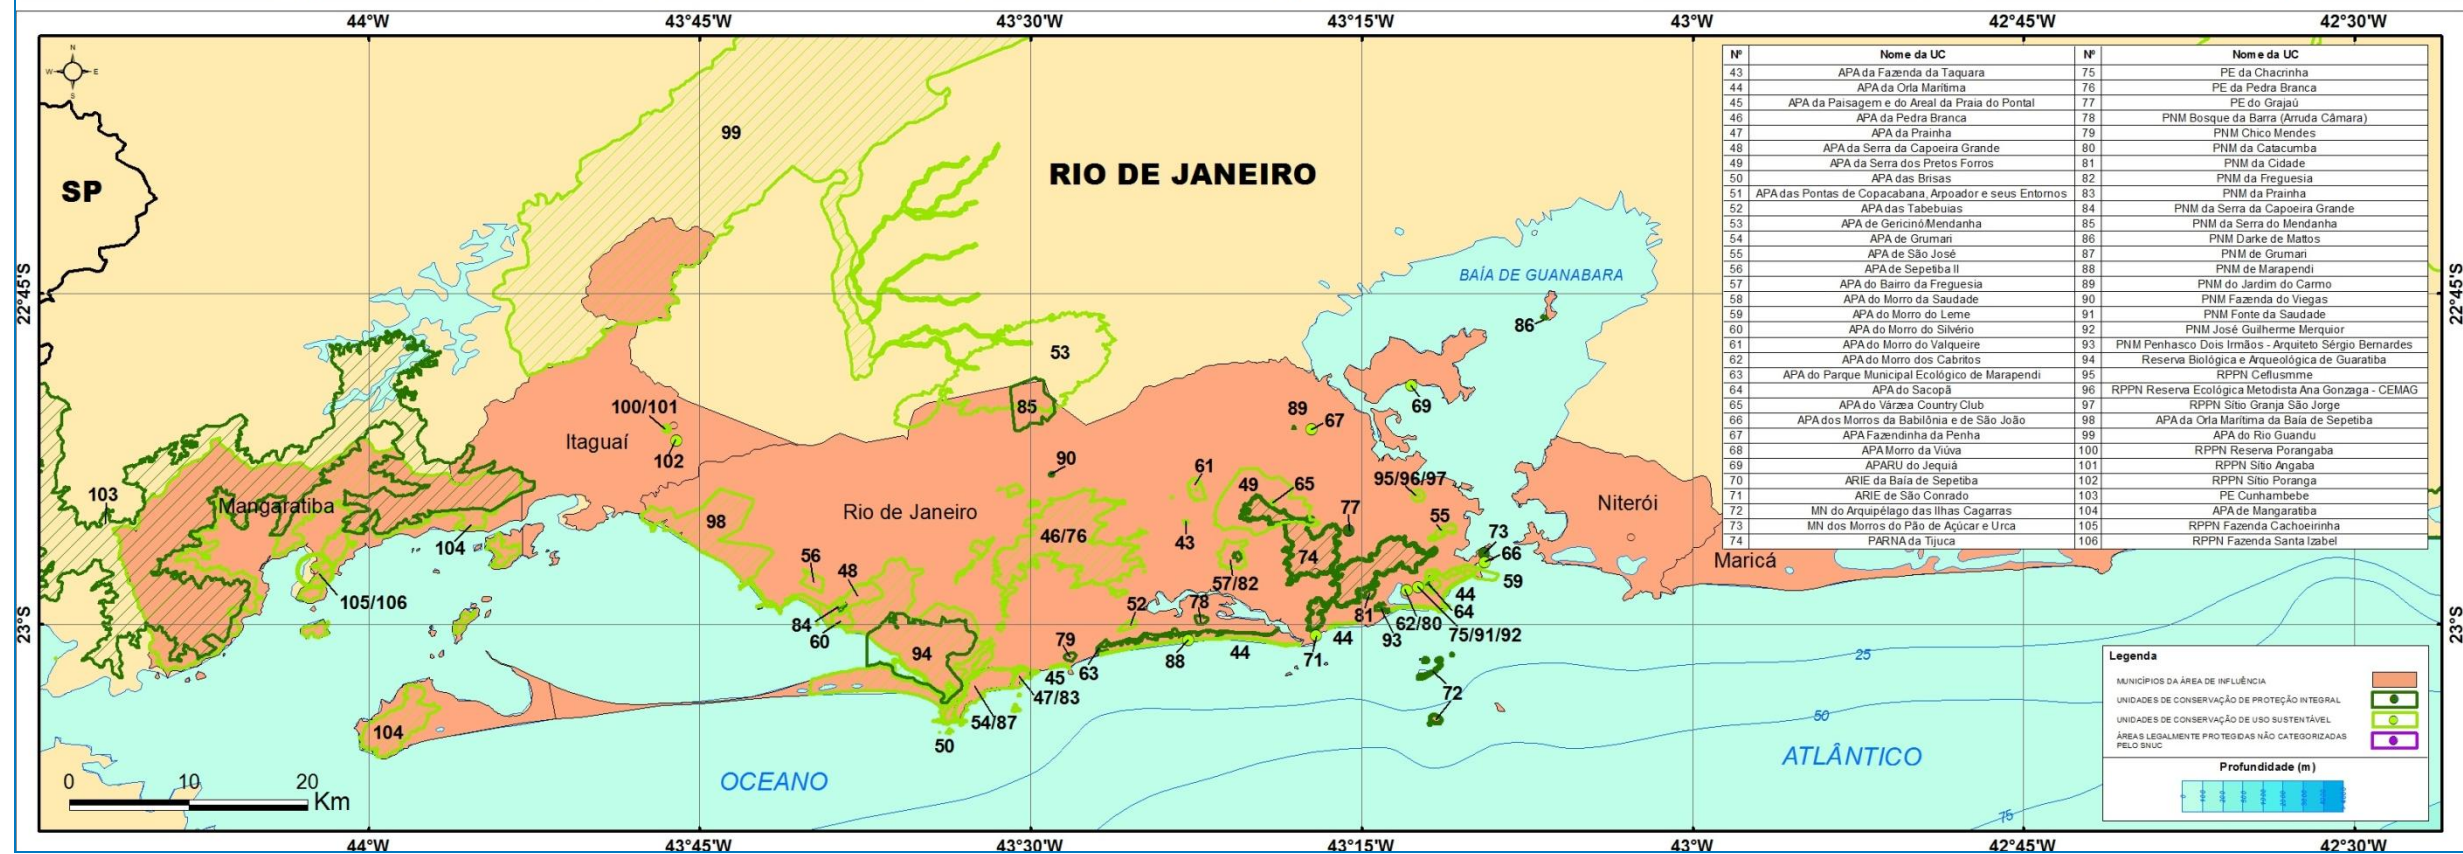 44°W 43°45'W 43°30'W 43°15'W 43°W 42°45'W 42°30'W
N
W E
S
SP
99
RIO DE JANEIRO
BAÍA DE GUANABARA
22°45'S
22°45'S
86
53
85
69
89
67
100/101
Itaguaí
102
90
61
49
65
95/96/97
77
55
73
66
59
Niterói
Maricá
103
Mangaratiba
104
98
Rio de Janeiro
46/76
43
74
57/82
56
48
105/106
84
60
52
78
81
93
62/80
44
64
75/91/92
23°S
23°S
94
79
63
88
44
71
44
72
45
47/83
54/87
50
104
25
50
75
OCEANO
ATLÂNTICO
0 10 20
Km
Nº Nome da UC Nº Nome da UC
43 APA da Fazenda da Taquara 75 PE da Chacrinha
44 APA da Orla Marítima 76 PE da Pedra Branca
45 APA da Paisagem e do Areal da Praia do Pontal 77 PE do Grajaú
46 APA da Pedra Branca 78 PNM Bosque da Barra (Arruda Câmara)
47 APA da Prainha 79 PNM Chico Mendes
48 APA da Serra da Capoeira Grande 80 PNM da Catacumba
49 APA da Serra dos Pretos Forros 81 PNM da Cidade
50 APA das Brisas 82 PNM da Freguesia
51 APA das Pontas de Copacabana, Arpoador e seus Entornos 83 PNM da Prainha
52 APA das Tabebuias 84 PNM da Serra da Capoeira Grande
53 APA de Gericinó/Mendanha 85 PNM da Serra do Mendanha
54 APA de Grumari 86 PNM Darke de Mattos
55 APA de São José 87 PNM de Grumari
56 APA de Sepetiba II 88 PNM de Marapendi
57 APA do Bairro da Freguesia 89 PNM do Jardim do Carmo
58 APA do Morro da Saudade 90 PNM Fazenda do Viegas
59 APA do Morro do Leme 91 PNM Fonte da Saudade
60 APA do Morro do Silvério 92 PNM José Guilherme Merquior
61 APA do Morro do Valqueire 93 PNM Penhasco Dois Irmãos - Arquiteto Sérgio Bernardes
62 APA do Morro dos Cabritos 94 Reserva Biológica e Arqueológica de Guaratiba
63 APA do Parque Municipal Ecológico de Marapendi 95 RPPN Ceflusmme
64 APA do Sacopã 96 RPPN Reserva Ecológica Metodista Ana Gonzaga - CEMAG
65 APA do Várzea Country Club 97 RPPN Sítio Granja São Jorge
66 APA dos Morros da Babilônia e de São João 98 APA da Orla Marítima da Baía de Sepetiba
67 APA Fazendinha da Penha 99 APA do Rio Guandu
68 APA Morro da Viúva 100 RPPN Reserva Porangaba
69 APARU do Jequiá 101 RPPN Sítio Angaba
70 ARIE da Baía de Sepetiba 102 RPPN Sítio Poranga
71 ARIE de São Conrado 103 PE Cunhambebe
72 MN do Arquipélago das Ilhas Cagarras 104 APA de Mangaratiba
73 MN dos Morros do Pão de Açúcar e Urca 105 RPPN Fazenda Cachoeirinha
74 PARNA da Tijuca 106 RPPN Fazenda Santa Izabel
Legenda
MUNICÍPIOS DA ÁREA DE INFLUÊNCIA
UNIDADES DE CONSERVAÇÃO DE PROTEÇÃO INTEGRAL
UNIDADES DE CONSERVAÇÃO DE USO SUSTENTÁVEL
ÁREAS LEGALMENTE PROTEGIDAS NÃO CATEGORIZADAS
PELO SNUC
Profundidade (m)
44°W 43°45'W 43°30'W 43°15'W 43°W 42°45'W 42°30'W